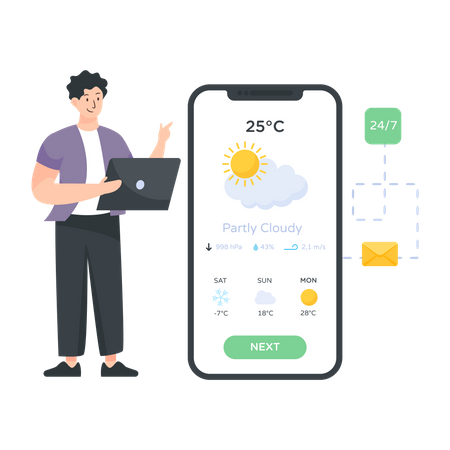 25°C
24/7
Partly Cloudy
998 hPa 43% 2,1 m/s
SAT SUN MON
-7°C 18°C 28°C
NEXT